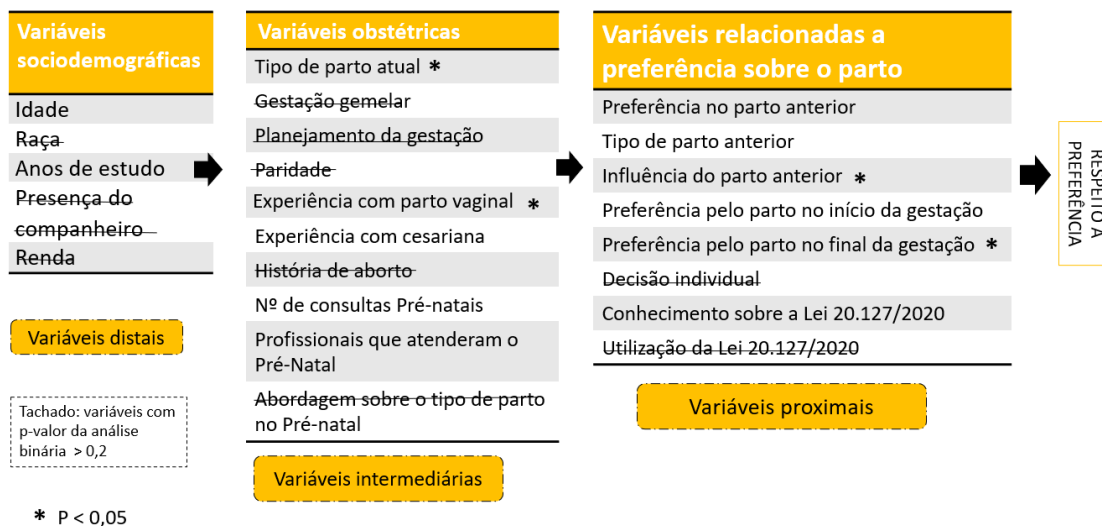 Variáveis
sociodemográficas
Idade
Raça
Anos de estudo
Presença do
companheiro
Renda
Variáveis distais
Tachado: variáveis com
p-valor da análise
binária > 0,2
* P < 0,05
Variáveis obstétricas
Tipo de parto atual *
Gestação gemelar
Planejamento da gestação
Paridade
Experiência com parto vaginal *
Experiência com cesariana
História de aborto
Nº de consultas Pré-natais
Profissionais que atenderam o
Pré-Natal
Abordagem sobre o tipo de parto
no Pré-natal
Variáveis intermediárias
Variáveis relacionadas a
preferência sobre o parto
Preferência no parto anterior
Tipo de parto anterior
Influência do parto anterior *
Preferência pelo parto no início da gestação
Preferência pelo parto no final da gestação *
Decisão individual
Conhecimento sobre a Lei 20.127/2020
Utilização da Lei 20.127/2020
Variáveis proximais
RESPEITO A
PREFERÊNCIA